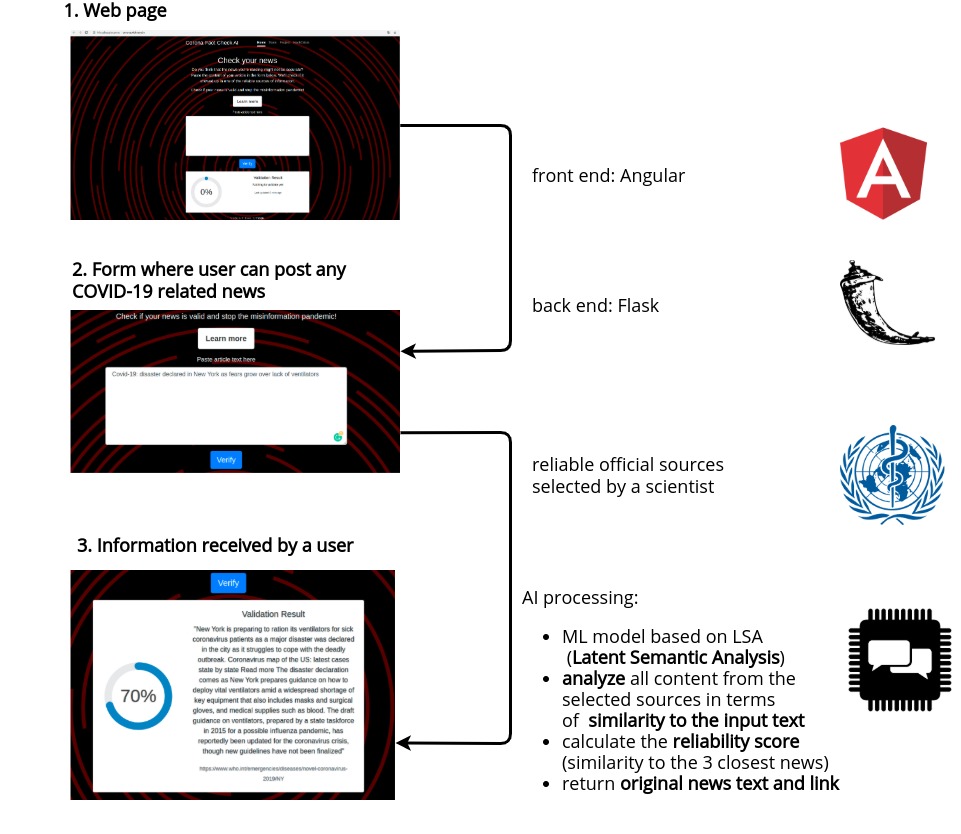 1. Web page
Corona Fact Check AI
Check your news
Learn more
Verify
0%
Validation Result
front end: Angular
2. Form where user can post any
COVID-19 related news
back end: Flask
Check if your news is valid and stop the misinformation pandemic!
Learn more
Paste article text here
Covid-19: disaster declared in New York as fears grow over lack of ventilators
Verify
reliable official sources
selected by a scientist
3. Information received by a user
Verify
Validation Result
"New York is preparing to ration its ventilators for sick
coronavirus patients as a major disaster was declared
in the city as it struggles to cope with the deadly
outbreak. Coronavirus map of the US: latest cases
state by state Read more The disaster declaration
comes as New York prepares guidance on how to
deploy vital ventilators amid a widespread shortage of
key equipment that also includes masks and surgical
gloves, and medical supplies such as blood. The draft
guidance on ventilators, prepared by a state taskforce
in 2015 for a possible influenza pandemic, has
reportedly been updated for the coronavirus crisis,
though new guidelines have not been finalized"
https://www.who.int/emergencies/diseases/novel-coronavirus-
2019/NY
70%
AI processing:
• ML model based on LSA
(Latent Semantic Analysis)
• analyze all content from the
selected sources in terms
of similarity to the input text
• calculate the reliability score
(similarity to the 3 closest news)
• return original news text and link